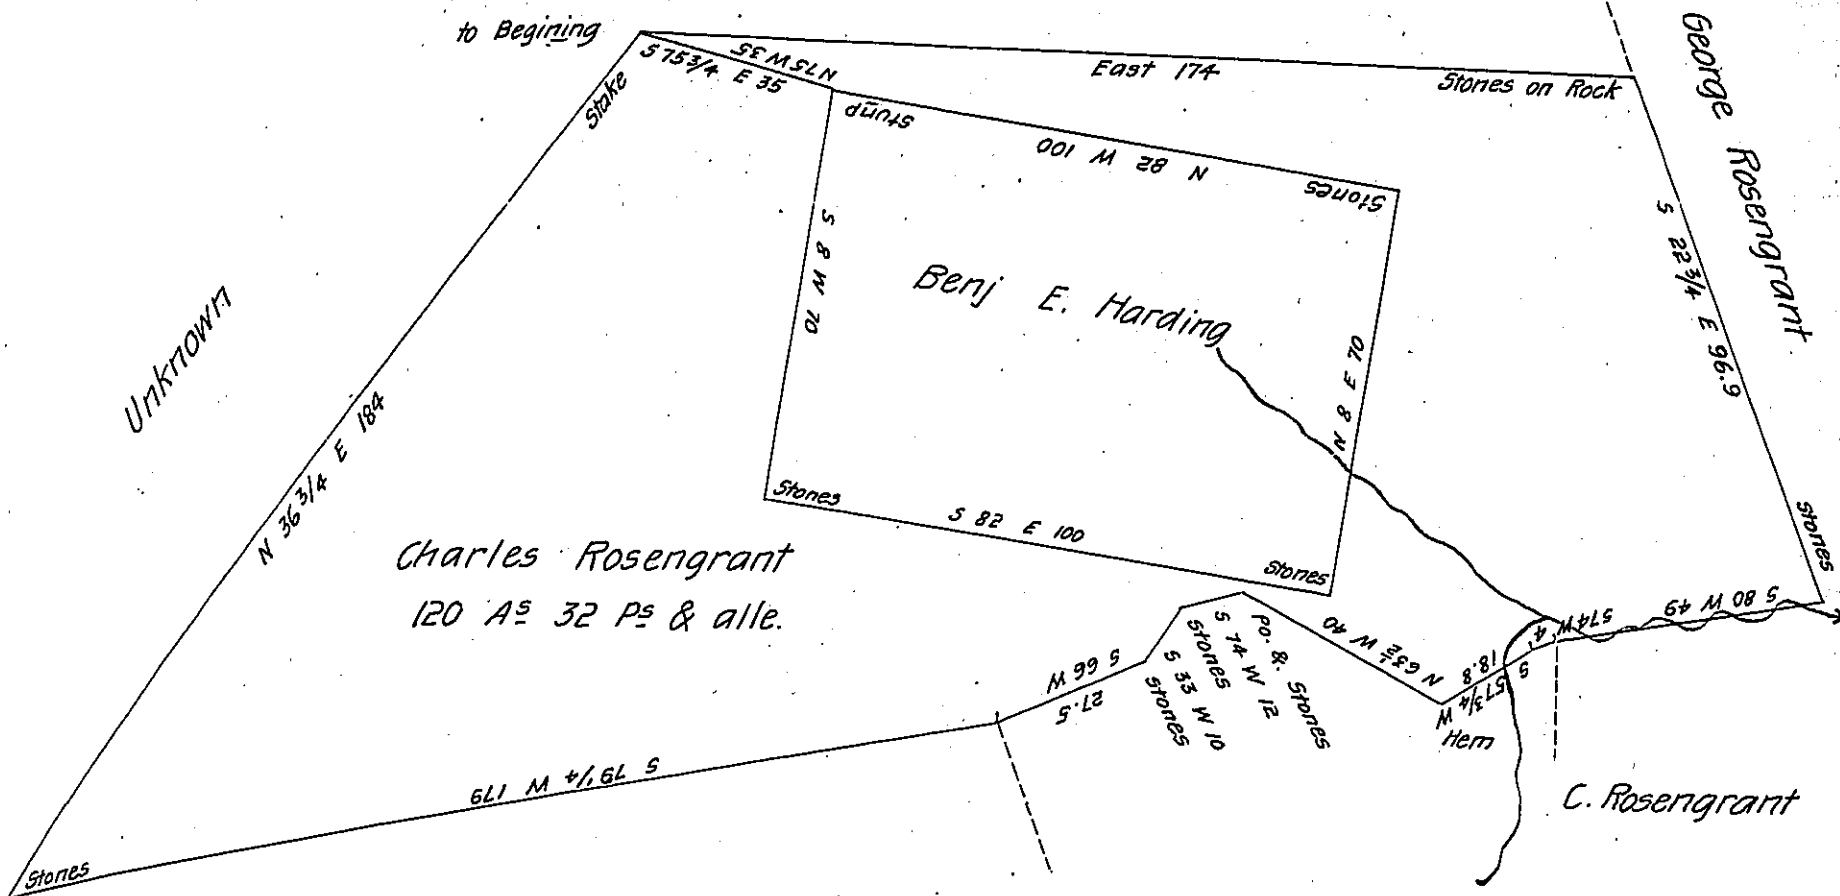 to Begining
S 75 3/4 E 35
N 75 W 35
East 174
Stones on Rock
George Rosengrant
Stake
Stump
N 82 W 100
Stones
S 8 W 70
Benj E. Harding
N 8 E 70
S 22 3/4 E 96.9
Unknown
N 36 3/4 E 184
Stones
S 82 E 100
Stones
Stones
Charles Rosengrant
120 As 32 Ps & alle.
S 80 W 49
S 74 W 4
S 57 3/4 W
18.8
Hem
N 63 1/2 W 40
Po. & Stones
S 74 W 12
Stones
S 33 W 10
Stones
S 66 W
27.5
S 79 1/4 W 179
Stones
C. Rosengrant